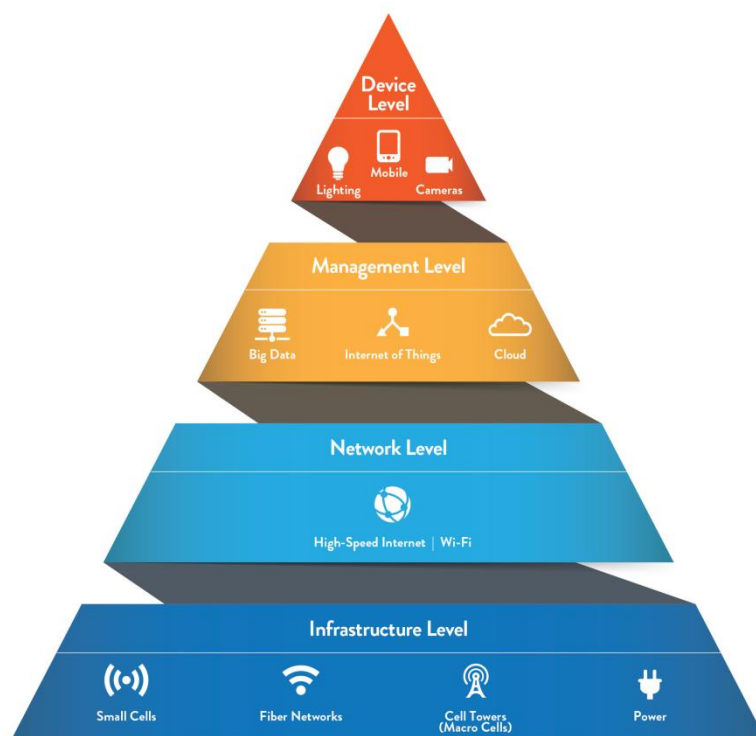 Device
Level
Lighting
Mobile
Cameras
Management Level
Big Data
Internet of Things
Cloud
Network Level
High-Speed Internet | Wi-Fi
Infrastructure Level
Small Cells
Fiber Networks
Cell Towers
(Macro Cells)
Power